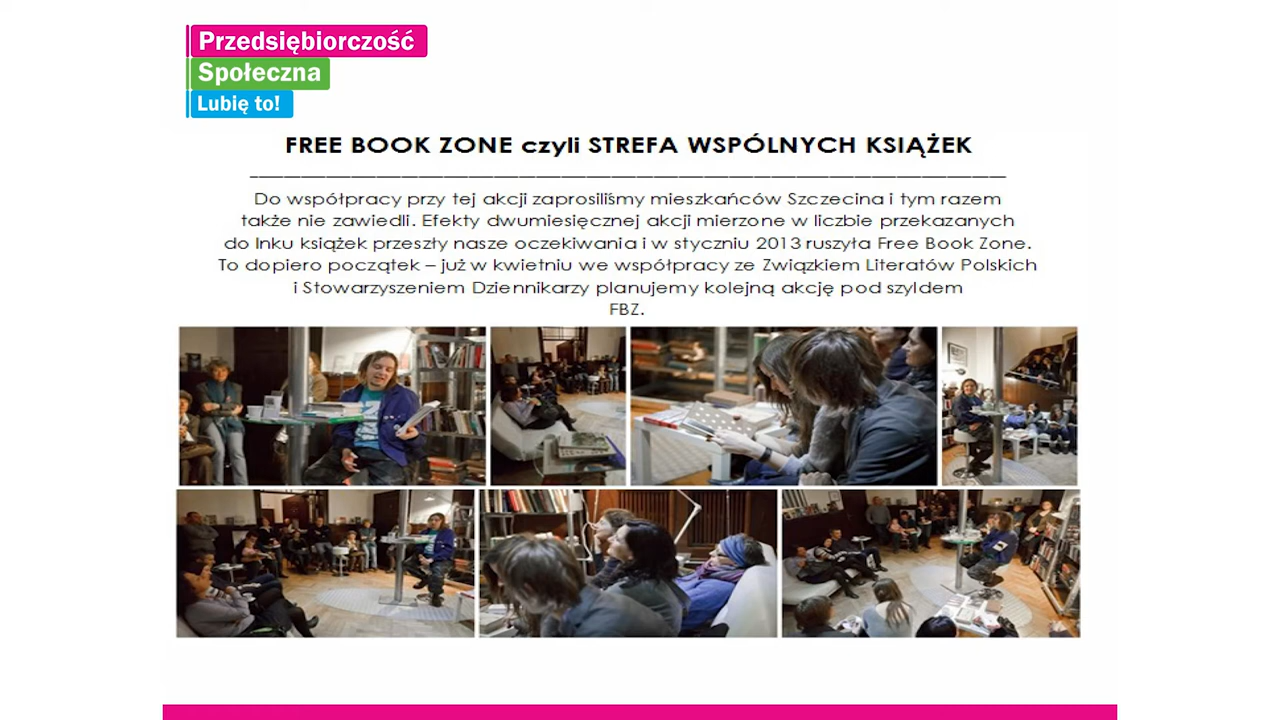 Przedsiębiorczość
Społeczna
Lubię to!
FREE BOOK ZONE czyli STREFA WSPÓLNYCH KSIĄŻEK
Do współpracy przy tej akcji zaprosiliśmy mieszkańców Szczecina i tym razem
także nie zawiedli. Efekty dwumiesięcznej akcji mierzone w liczbie przekazanych
do Inku książek przeszły nasze oczekiwania i w styczniu 2013 ruszyła Free Book Zone.
To dopiero początek – już w kwietniu we współpracy ze Związkiem Literatów Polskich
i Stowarzyszeniem Dziennikarzy planujemy kolejną akcję pod szyldem
FBZ.